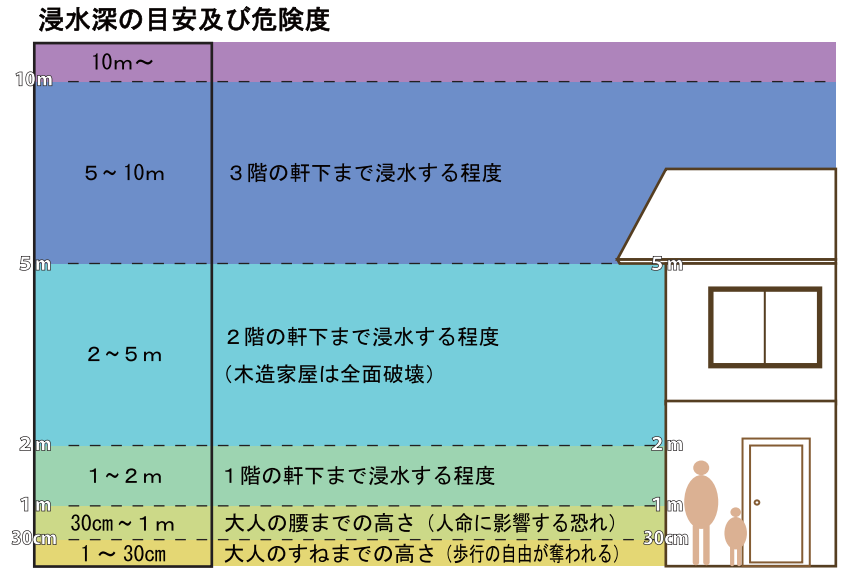 浸水深の目安及び危険度
10m～
10m
5～10m
3階の軒下まで浸水する程度
5m
5m
2～5m
2階の軒下まで浸水する程度
（木造家屋は全面破壊）
2m
2m
1～2m
1階の軒下まで浸水する程度
1m
1m
30cm～1m
大人の腰までの高さ（人命に影響する恐れ）
30cm
30cm
1～30cm
大人のすねまでの高さ（歩行の自由が奪われる）